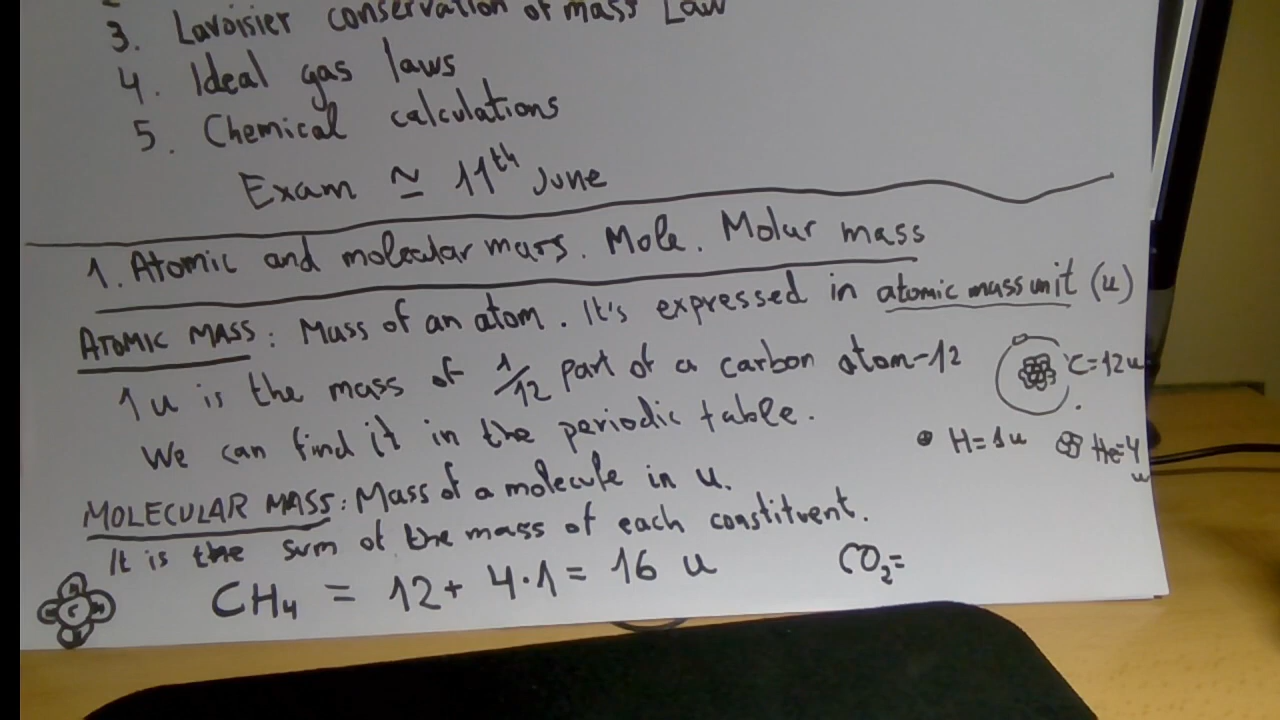 3. Lavoisier conservation of mass Law
4. Ideal gas laws
5. Chemical calculations
Exam ≃ 11th June
1. Atomic and molecular mass. Mole. Molar mass
ATOMIC MASS: Mass of an atom. It's expressed in atomic mass unit (u)
1 u is the mass of 1/12 part of a carbon atom-12
C=12u
We can find it in the periodic table.
H=1u
He=4
u
MOLECULAR MASS: Mass of a molecule in u.
It is the sum of the mass of each constituent.
CH₄ = 12+ 4·1 = 16 u
CO₂=
C